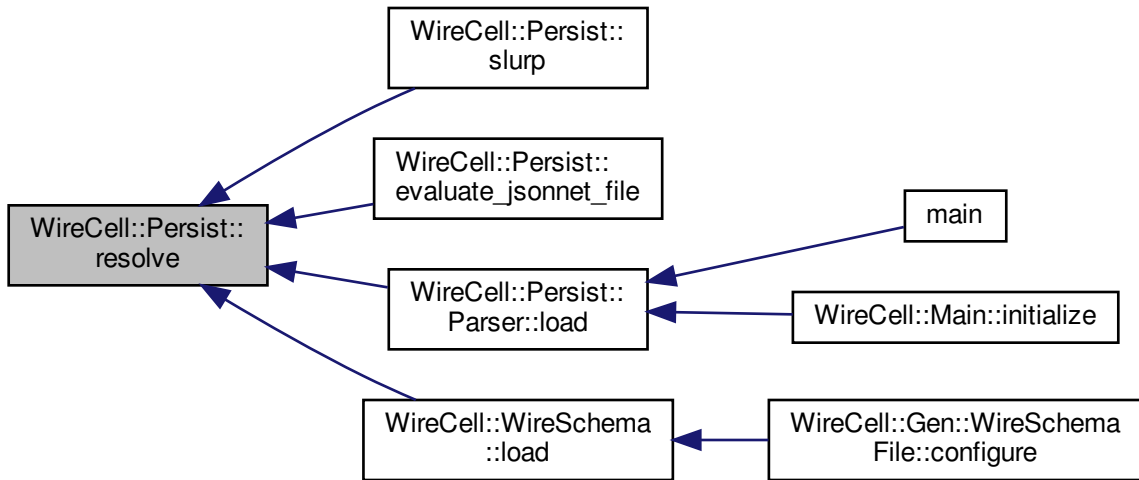 WireCell::Persist::
slurp
WireCell::Persist::
evaluate_jsonnet_file
WireCell::Persist::
resolve
main
WireCell::Persist::
Parser::load
WireCell::Main::initialize
WireCell::WireSchema
::load
WireCell::Gen::WireSchema
File::configure